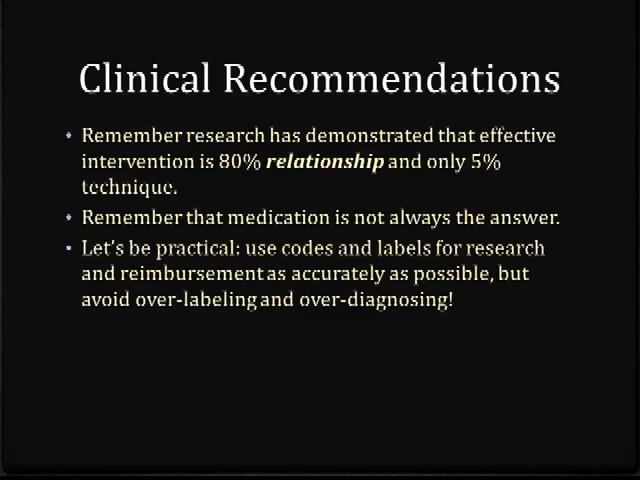 Clinical Recommendations
• Remember research has demonstrated that effective
intervention is 80% relationship and only 5%
technique.
• Remember that medication is not always the answer.
• Let's be practical: use codes and labels for research
and reimbursement as accurately as possible, but
avoid over-labeling and over-diagnosing!